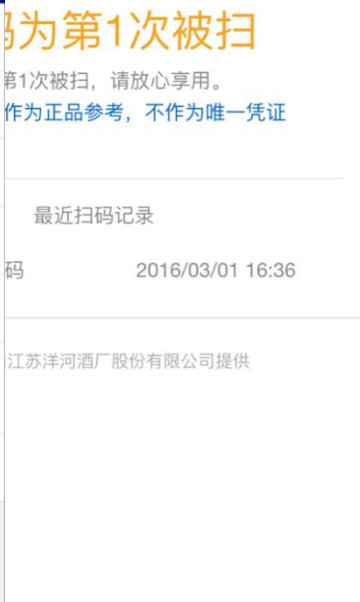 码为第1次被扫
第1次被扫，请放心享用。
作为正品参考，不作为唯一凭证
最近扫码记录
码 2016/03/01 16:36
江苏洋河酒厂股份有限公司提供